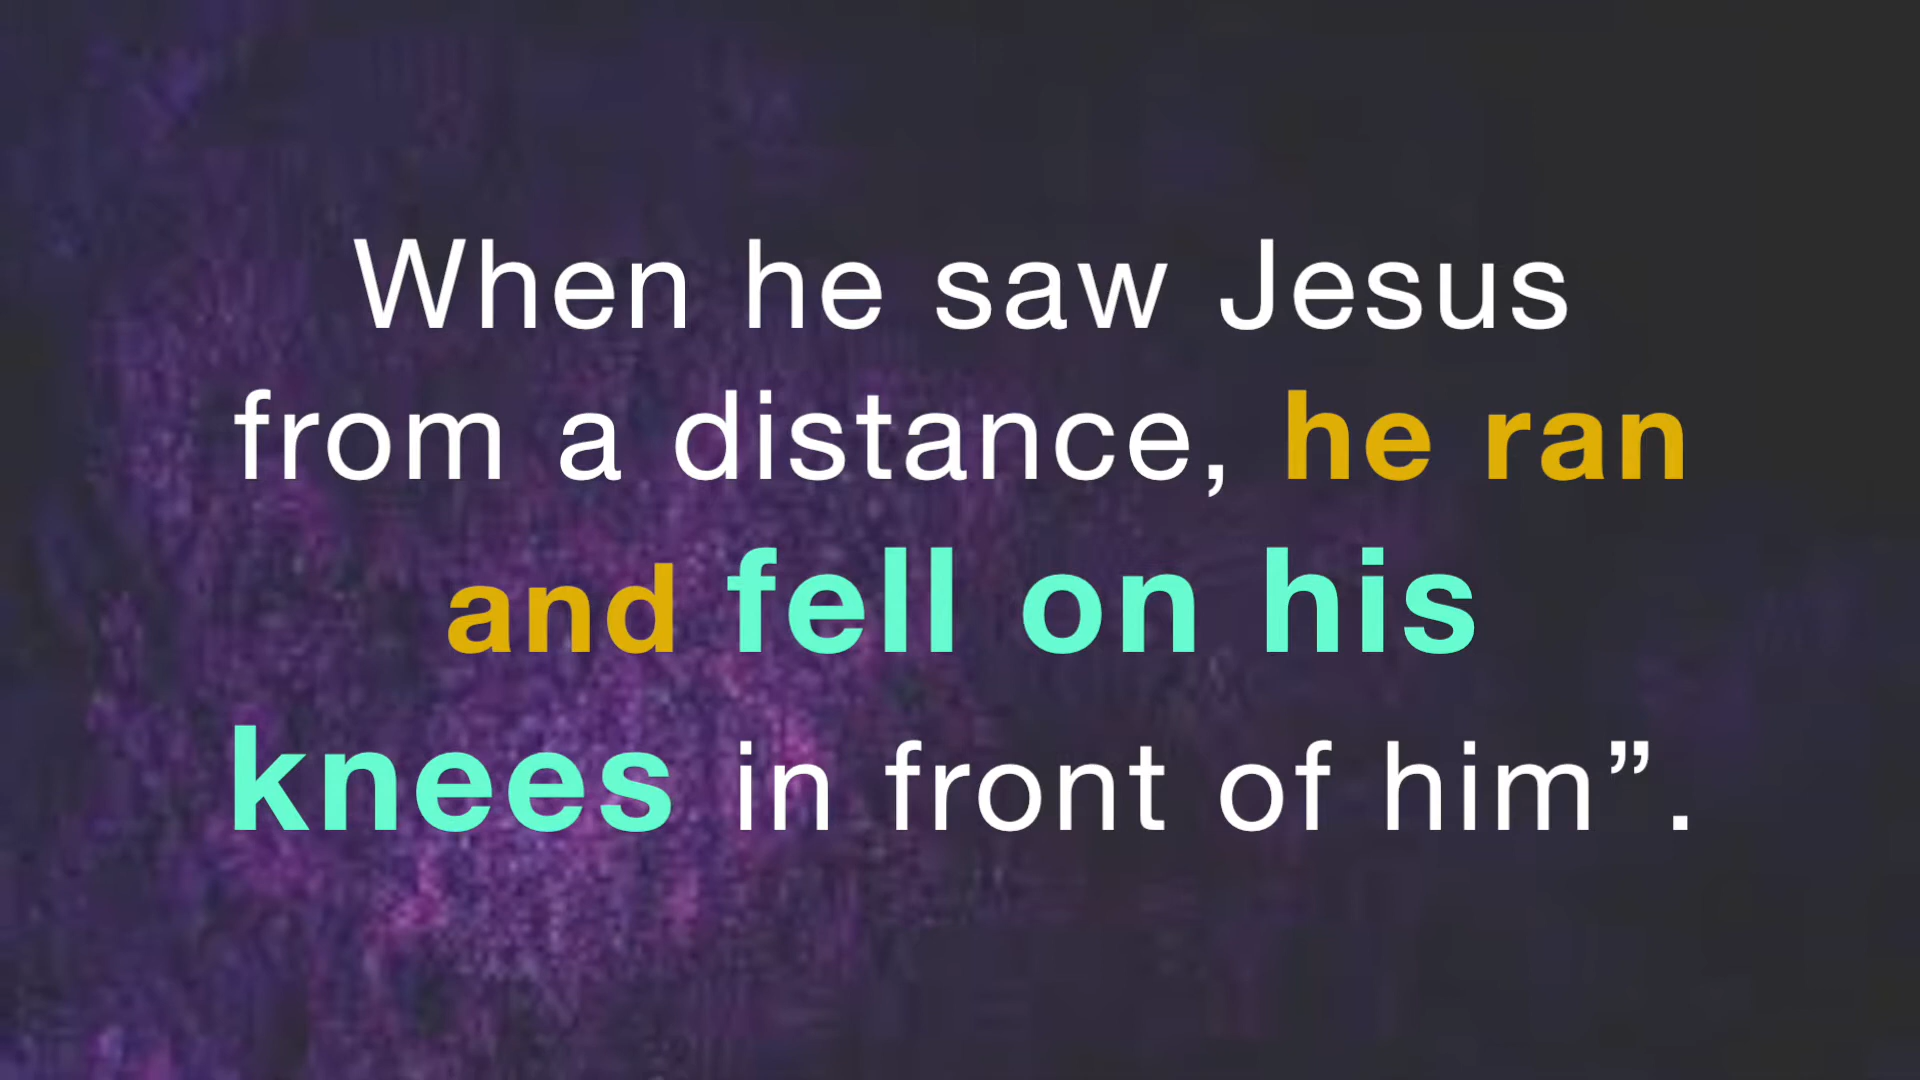 When he saw Jesus
from a distance, he ran
and fell on his
knees in front of him”.